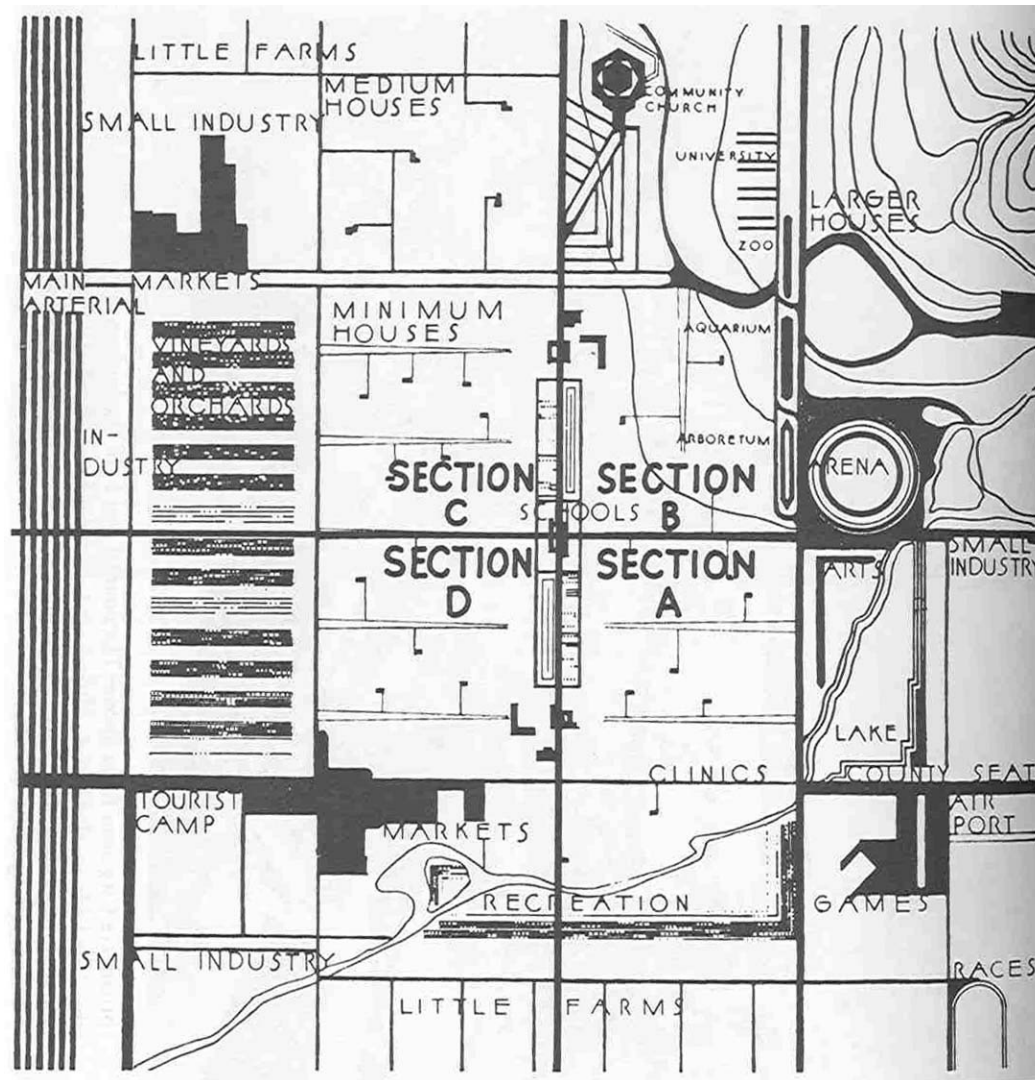 LITTLE FARMS
MEDIUM
HOUSES
COMMUNITY
CHURCH
SMALL INDUSTRY
UNIVERSITY
LARGER
HOUSES
ZOO
MAIN
ARTERIAL
MARKETS
MINIMUM
HOUSES
AQUARIUM
VINEYARDS
AND
ORCHARDS
IN-
DUSTRY
ARBORETUM
ARENA
SECTION
C
SECTION
B
SCHOOLS
SECTION
D
SECTION
A
ARTS
SMALL
INDUSTRY
LAKE
CLINICS
COUNTY SEAT
TOURIST
CAMP
MARKETS
AIR
PORT
RECREATION
GAMES
SMALL INDUSTRY
RACES
LITTLE FARMS